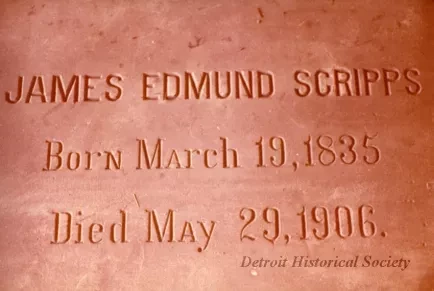 JAMES EDMUND SCRIPPS
BORN MARCH 19, 1835
Died MAY 29, 1906.
Detroit Historical Society